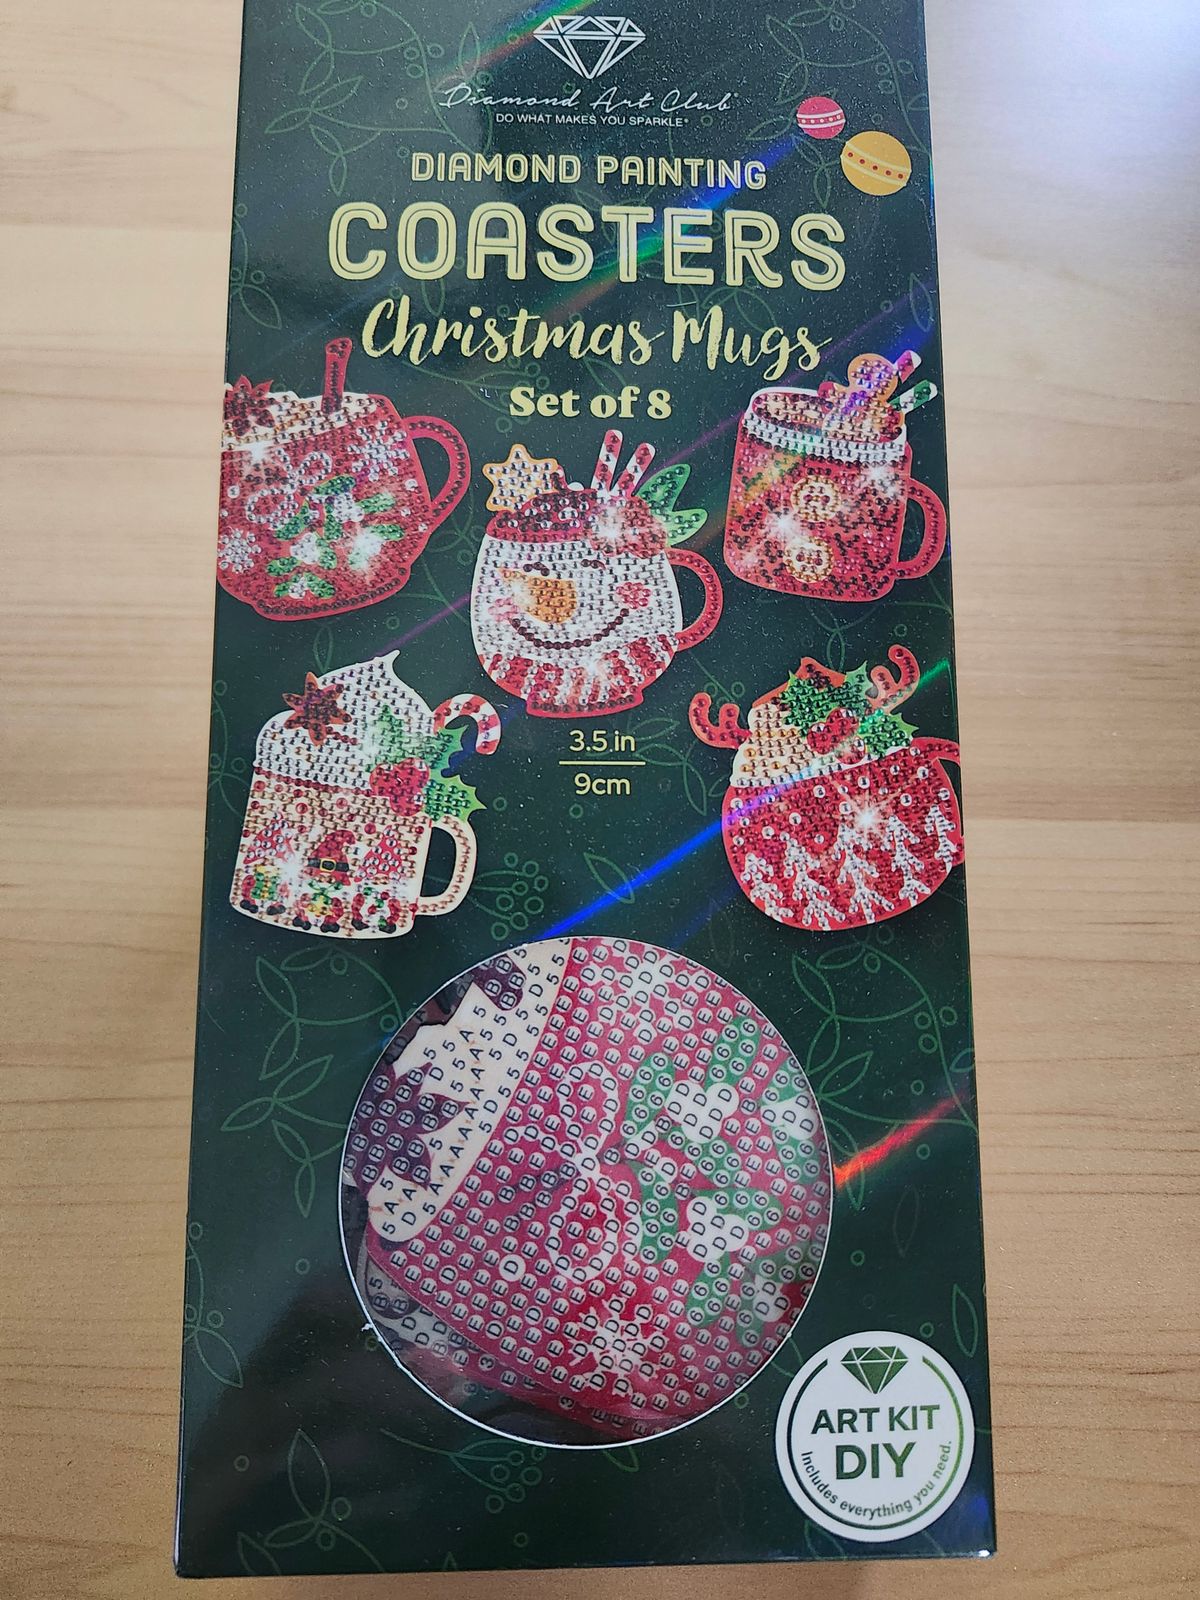 Diamond Art Club
DO WHAT MAKES YOU SPARKLE®
DIAMOND PAINTING
COASTERS
Christmas Mugs
Set of 8
3.5 in
9cm
ART KIT
DIY
Includes everything you need.